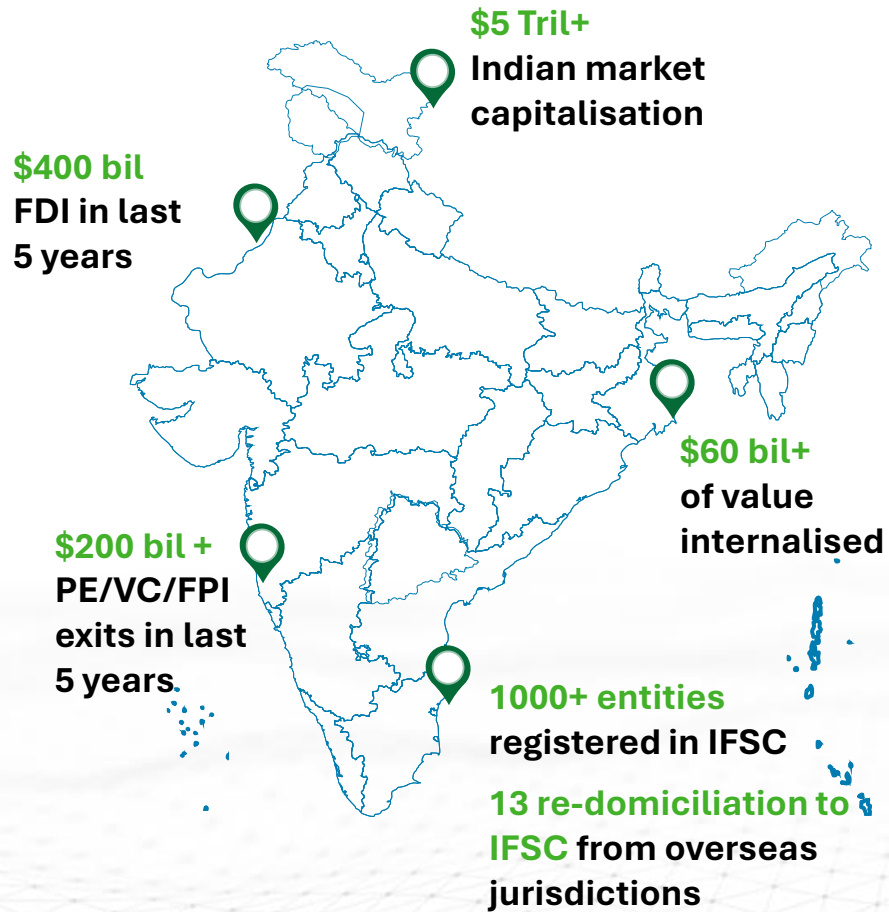 $5 Tril+
Indian market
capitalisation
$400 bil
FDI in last
5 years
$60 bil+
of value
internalised
$200 bil +
PE/VC/FPI
exits in last
5 years
1000+ entities
registered in IFSC
13 re-domiciliation to
IFSC from overseas
jurisdictions